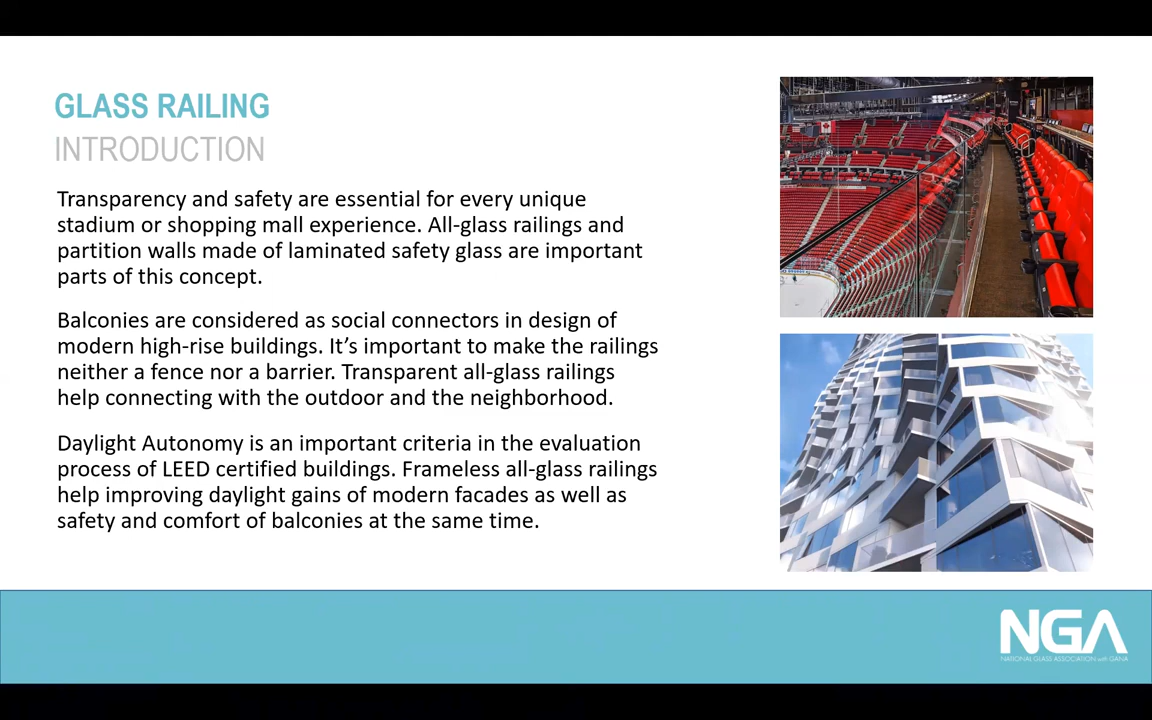 GLASS RAILING
INTRODUCTION
Transparency and safety are essential for every unique
stadium or shopping mall experience. All-glass railings and
partition walls made of laminated safety glass are important
parts of this concept.
Balconies are considered as social connectors in design of
modern high-rise buildings. It’s important to make the railings
neither a fence nor a barrier. Transparent all-glass railings
help connecting with the outdoor and the neighborhood.
Daylight Autonomy is an important criteria in the evaluation
process of LEED certified buildings. Frameless all-glass railings
help improving daylight gains of modern facades as well as
safety and comfort of balconies at the same time.
NGA
NATIONAL GLASS ASSOCIATION with GANA